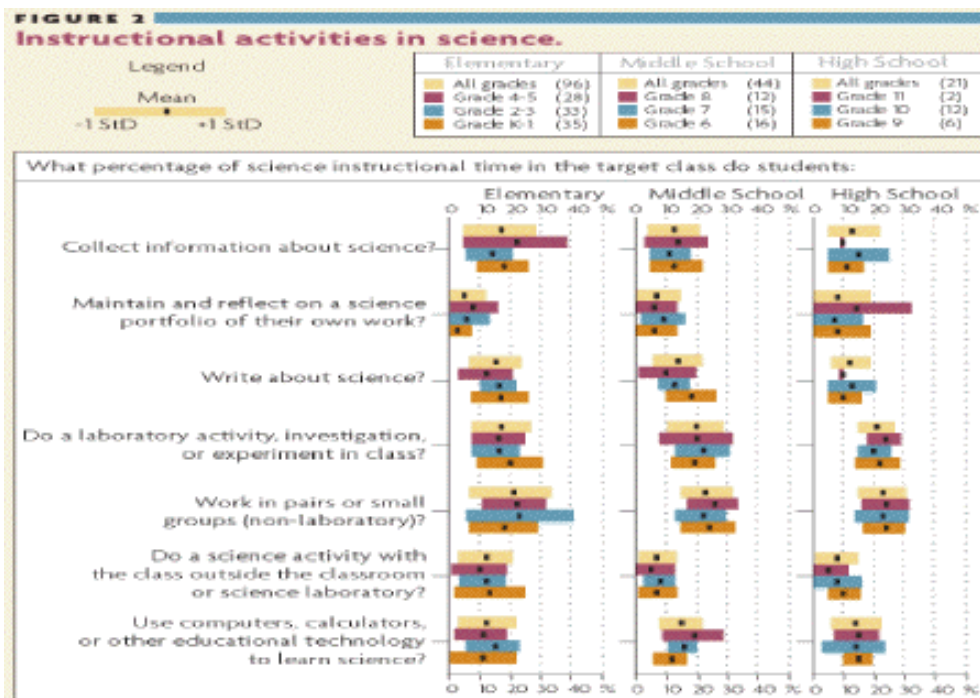 FIGURE 2
Instructional activities in science.
Legend
Mean
-1 StD +1 StD
Elementary
All grades (96)
Grade 4-5 (28)
Grade 2-3 (33)
Grade K-1 (35)
Middle School
All grades (44)
Grade 8 (12)
Grade 7 (15)
Grade 6 (16)
High School
All grades (21)
Grade 11 (2)
Grade 10 (12)
Grade 9 (6)
What percentage of science instructional time in the target class do students:
Elementary Middle School High School
0 10 20 30 40 % 0 10 20 30 40 % 0 10 20 30 40 %
Collect information about science?
Maintain and reflect on a science
portfolio of their own work?
Write about science?
Do a laboratory activity, investigation,
or experiment in class?
Work in pairs or small
groups (non-laboratory)?
Do a science activity with
the class outside the classroom
or science laboratory?
Use computers, calculators,
or other educational technology
to learn science?
0 10 20 30 40 % 0 10 20 30 40 % 0 10 20 30 40 %